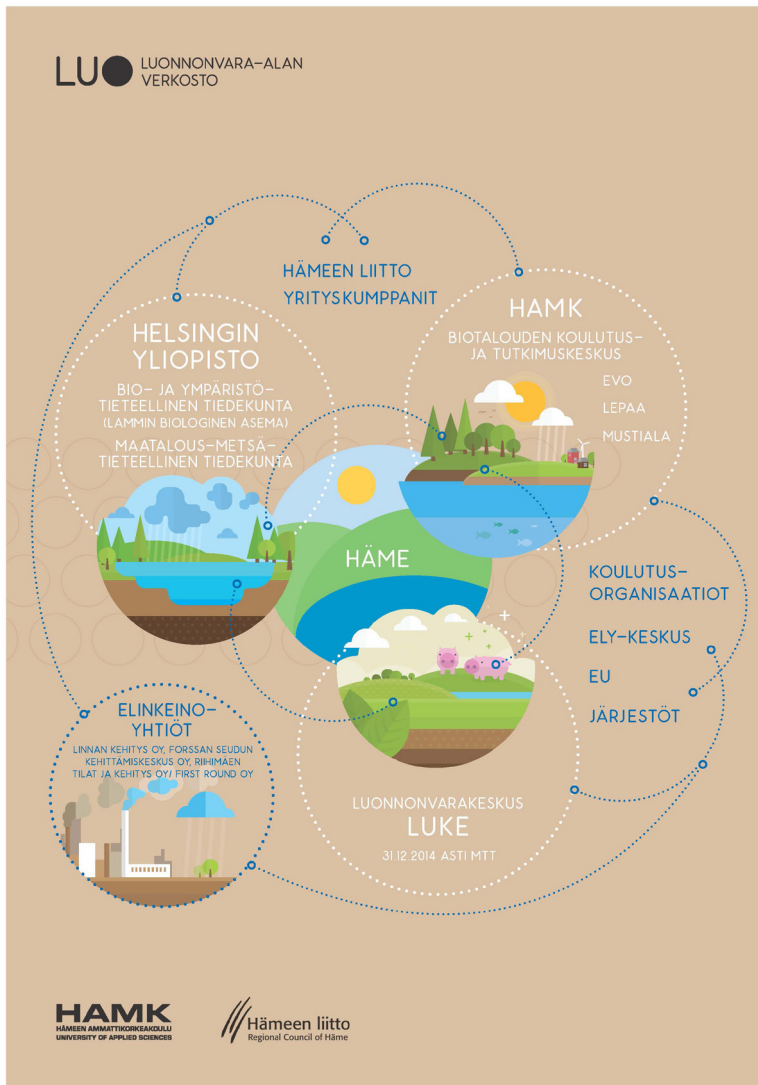 LUO LUONNONVARA-ALAN
VERKOSTO
HÄMEEN LIITTO
YRITYSKUMPPANIT
HELSINGIN
YLIOPISTO
BIO- JA YMPÄRISTÖ-
TIETEELLINEN TIEDEKUNTA
(LAMMIN BIOLOGINEN ASEMA)
MAATALOUS-METSÄ-
TIETEELLINEN TIEDEKUNTA
HAMK
BIOTALOUDEN KOULUTUS-
JA TUTKIMUSKESKUS
EVO
LEPAA
MUSTIALA
HÄME
KOULUTUS-
ORGANISAATIOT
ELY-KESKUS
EU
JÄRJESTÖT
ELINKEINO-
YHTIÖT
LINNAN KEHITYS OY, FORSSAN SEUDUN
KEHITTÄMISKESKUS OY, RIIHIMÄEN
TILAT JA KEHITYS OY/ FIRST ROUND OY
LUONNONVARAKESKUS
LUKE
31.12.2014 ASTI MTT
HAMK
HÄMEEN AMMATTIKORKEAKOULU
UNIVERSITY OF APPLIED SCIENCES
Hämeen liitto
Regional Council of Häme